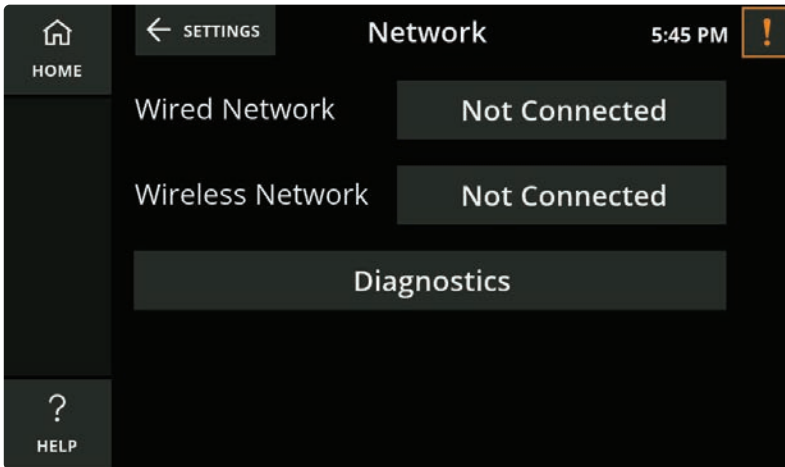 HOME
← SETTINGS
Network
5:45 PM
!
Wired Network
Not Connected
Wireless Network
Not Connected
Diagnostics
?
HELP